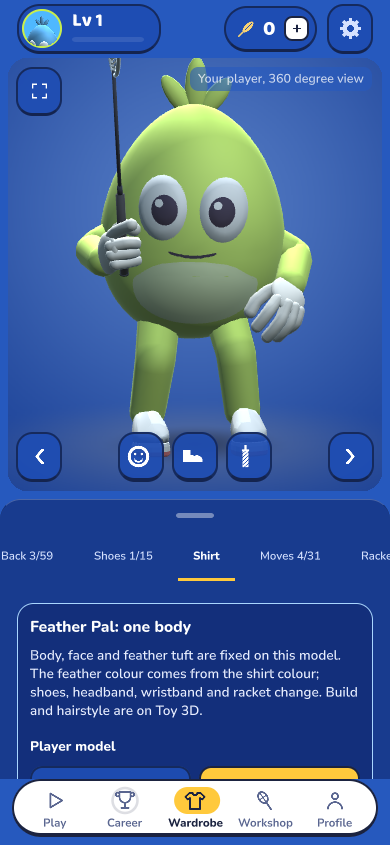 Lv 1
0 +
Your player, 360 degree view
Back 3/59 Shoes 1/15 Shirt Moves 4/31 Racke
Feather Pal: one body
Body, face and feather tuft are fixed on this model.
The feather colour comes from the shirt colour;
shoes, headband, wristband and racket change. Build
and hairstyle are on Toy 3D.
Player model
Play Career Wardrobe Workshop Profile